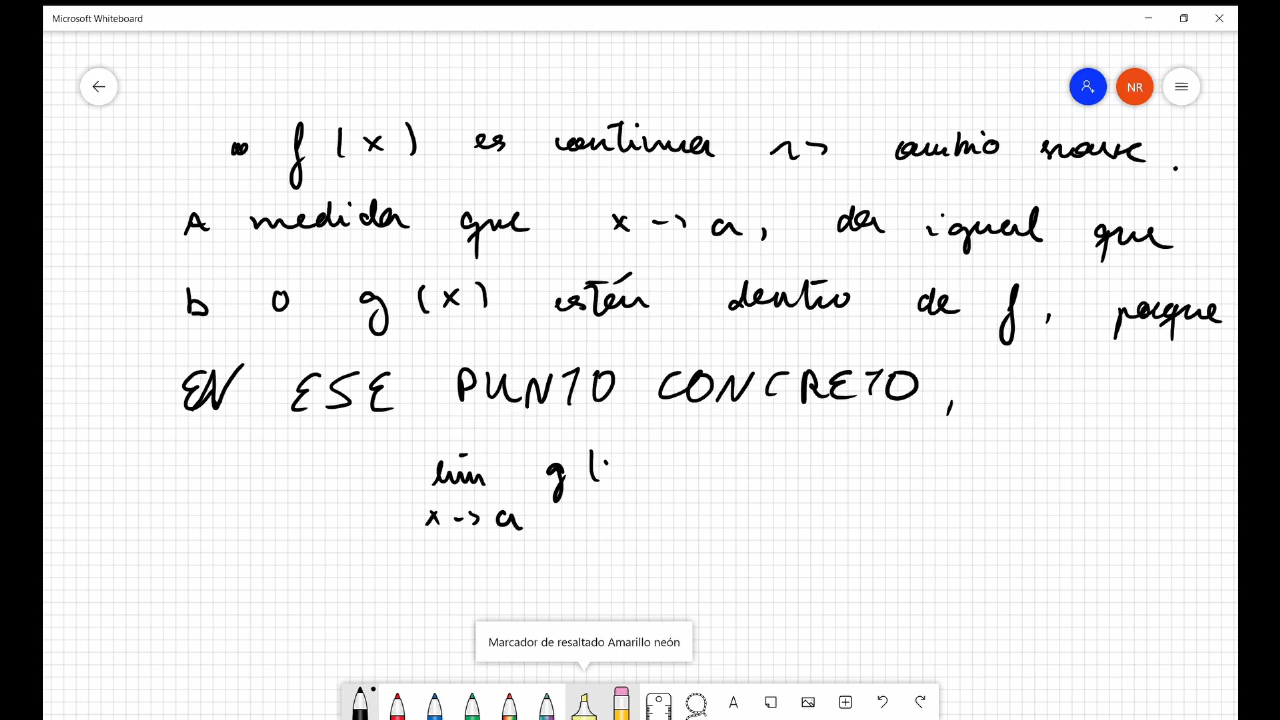 Microsoft Whiteboard
NR
∞ f(x) es continua ~> cambio suave.
A medida que x -> a, da igual que
b o g(x) estén dentro de f, porque
EN ESE PUNTO CONCRETO,
lim g (
x -> a
Marcador de resaltado Amarillo neón
A